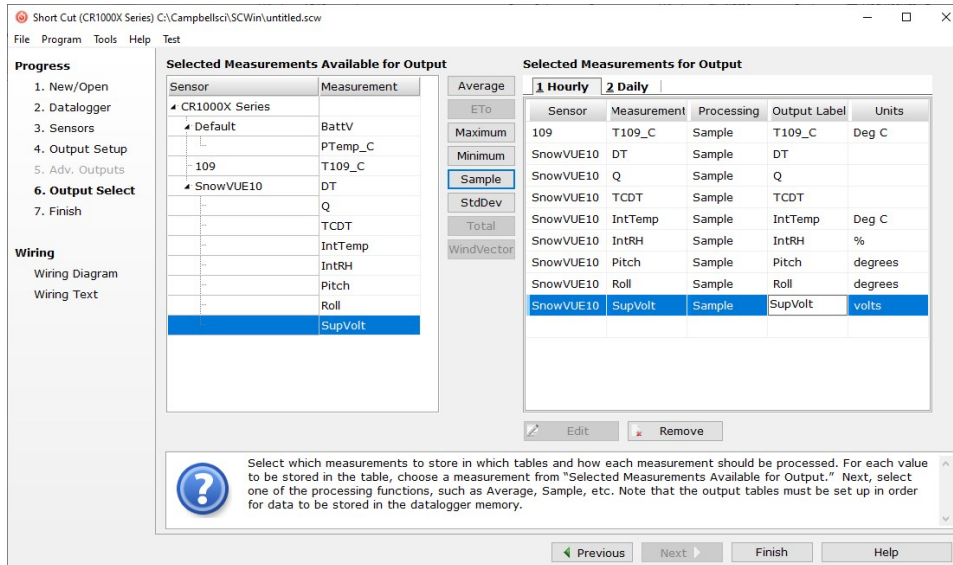 Short Cut (CR1000X Series) C:\Campbellsci\SCWin\untitled.scw
File Program Tools Help Test
Progress
1. New/Open
2. Datalogger
3. Sensors
4. Output Setup
5. Adv. Outputs
6. Output Select
7. Finish
Wiring
Wiring Diagram
Wiring Text
Selected Measurements Available for Output
Sensor Measurement
CR1000X Series
Default BattV
PTemp_C
109 T109_C
SnowVUE10 DT
Q
TCDT
IntTemp
IntRH
Pitch
Roll
SupVolt
Average
ETo
Maximum
Minimum
Sample
StdDev
Total
WindVector
Selected Measurements for Output
1 Hourly 2 Daily
Sensor Measurement Processing Output Label Units
109 T109_C Sample T109_C Deg C
SnowVUE10 DT Sample DT
SnowVUE10 Q Sample Q
SnowVUE10 TCDT Sample TCDT
SnowVUE10 IntTemp Sample IntTemp Deg C
SnowVUE10 IntRH Sample IntRH %
SnowVUE10 Pitch Sample Pitch degrees
SnowVUE10 Roll Sample Roll degrees
SnowVUE10 SupVolt Sample SupVolt volts
Edit Remove
Select which measurements to store in which tables and how each measurement should be processed. For each value
to be stored in the table, choose a measurement from "Selected Measurements Available for Output." Next, select
one of the processing functions, such as Average, Sample, etc. Note that the output tables must be set up in order
for data to be stored in the datalogger memory.
Previous Next Finish Help